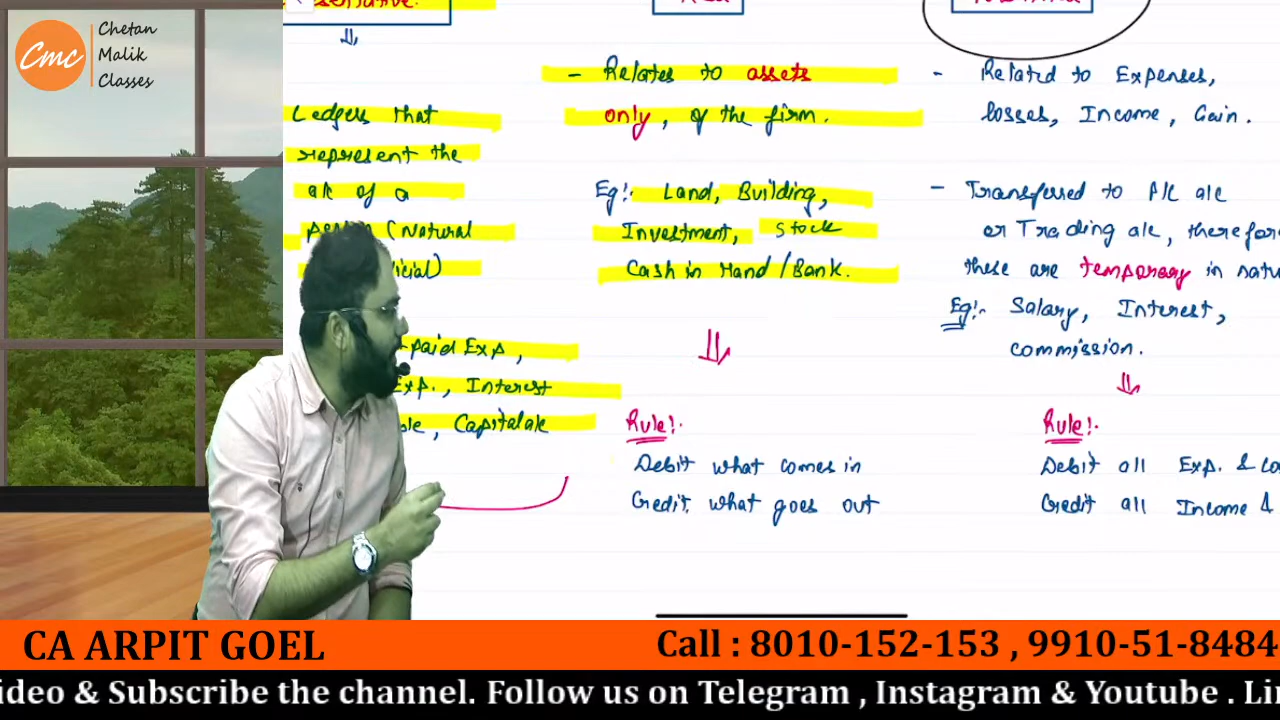 Cmc
Chetan
Malik
Classes
Ledgers that
represent the
a/c of a
(Natural
paid Exp,
Exp., Interest
, Capital a/c
- Relates to assets
only, of the firm.
Eg:- Land, Building,
Investment, Stock
Cash in Hand/Bank.
Rule:-
Debit what comes in
Credit what goes out
- Related to Expenses,
losses, Income, Gain.
- Transferred to P/L a/c
or Trading a/c, therefor
these are temporary in natu
Eg:- Salary, Interest,
commission.
Rule:-
Debit all Exp. & Lo
Credit all Income &
CA ARPIT GOEL
Call : 8010-152-153 , 9910-51-8484
ideo & Subscribe the channel. Follow us on Telegram , Instagram & Youtube . Lin